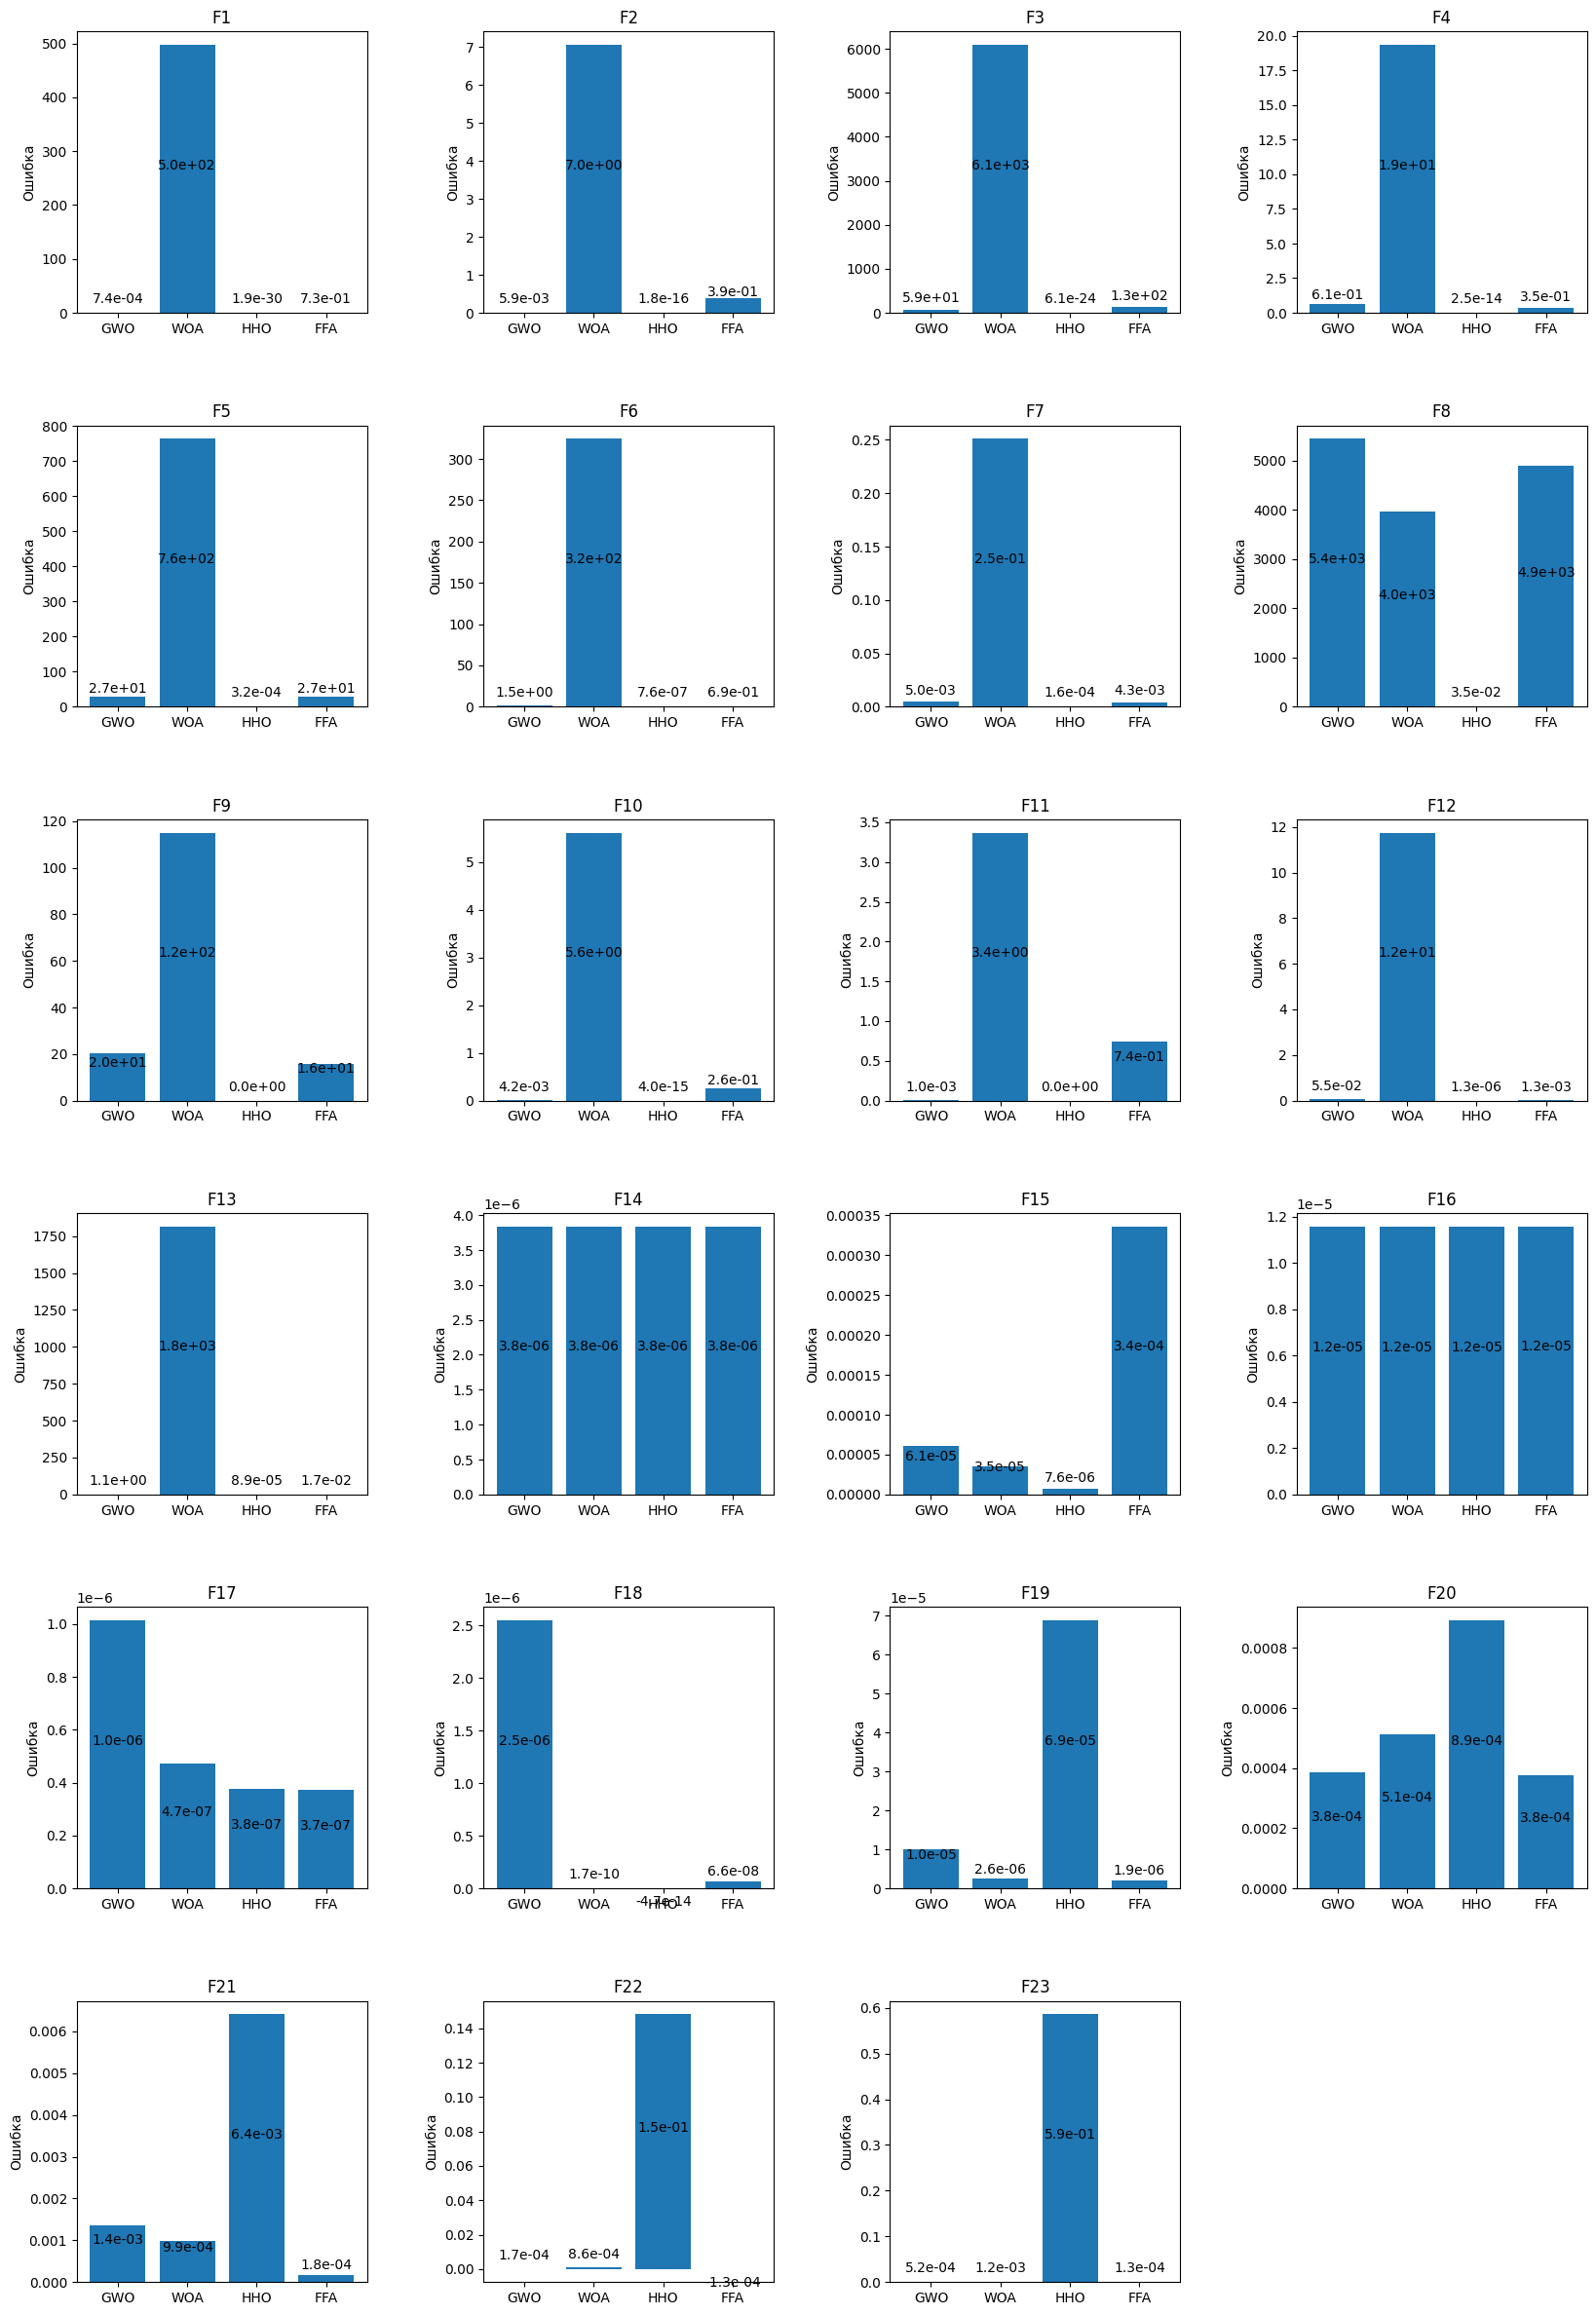 F1
500
400
300
200
100
0
Ошибка
7.4e-04
5.0e+02
1.9e-30
7.3e-01
GWO WOA HHO FFA
F2
7
6
5
4
3
2
1
0
Ошибка
5.9e-03
7.0e+00
1.8e-16
3.9e-01
GWO WOA HHO FFA
F3
6000
5000
4000
3000
2000
1000
0
Ошибка
5.9e+01
6.1e+03
6.1e-24
1.3e+02
GWO WOA HHO FFA
F4
20.0
17.5
15.0
12.5
10.0
7.5
5.0
2.5
0.0
Ошибка
6.1e-01
1.9e+01
2.5e-14
3.5e-01
GWO WOA HHO FFA
F5
800
700
600
500
400
300
200
100
0
Ошибка
2.7e+01
7.6e+02
3.2e-04
2.7e+01
GWO WOA HHO FFA
F6
300
250
200
150
100
50
0
Ошибка
1.5e+00
3.2e+02
7.6e-07
6.9e-01
GWO WOA HHO FFA
F7
0.25
0.20
0.15
0.10
0.05
0.00
Ошибка
5.0e-03
2.5e-01
1.6e-04
4.3e-03
GWO WOA HHO FFA
F8
5000
4000
3000
2000
1000
0
Ошибка
5.4e+03
4.0e+03
3.5e-02
4.9e+03
GWO WOA HHO FFA
F9
120
100
80
60
40
20
0
Ошибка
2.0e+01
1.2e+02
0.0e+00
1.6e+01
GWO WOA HHO FFA
F10
5
4
3
2
1
0
Ошибка
4.2e-03
5.6e+00
4.0e-15
2.6e-01
GWO WOA HHO FFA
F11
3.5
3.0
2.5
2.0
1.5
1.0
0.5
0.0
Ошибка
1.0e-03
3.4e+00
0.0e+00
7.4e-01
GWO WOA HHO FFA
F12
12
10
8
6
4
2
0
Ошибка
5.5e-02
1.2e+01
1.3e-06
1.3e-03
GWO WOA HHO FFA
F13
1750
1500
1250
1000
750
500
250
0
Ошибка
1.1e+00
1.8e+03
8.9e-05
1.7e-02
GWO WOA HHO FFA
F14
1e−6
4.0
3.5
3.0
2.5
2.0
1.5
1.0
0.5
0.0
Ошибка
3.8e-06
3.8e-06
3.8e-06
3.8e-06
GWO WOA HHO FFA
F15
0.00035
0.00030
0.00025
0.00020
0.00015
0.00010
0.00005
0.00000
Ошибка
6.1e-05
3.5e-05
7.6e-06
3.4e-04
GWO WOA HHO FFA
F16
1e−5
1.2
1.0
0.8
0.6
0.4
0.2
0.0
Ошибка
1.2e-05
1.2e-05
1.2e-05
1.2e-05
GWO WOA HHO FFA
F17
1e−6
1.0
0.8
0.6
0.4
0.2
0.0
Ошибка
1.0e-06
4.7e-07
3.8e-07
3.7e-07
GWO WOA HHO FFA
F18
1e−6
2.5
2.0
1.5
1.0
0.5
0.0
Ошибка
2.5e-06
1.7e-10
-4.7e-14
6.6e-08
GWO WOA HHO FFA
F19
1e−5
7
6
5
4
3
2
1
0
Ошибка
1.0e-05
2.6e-06
6.9e-05
1.9e-06
GWO WOA HHO FFA
F20
0.0008
0.0006
0.0004
0.0002
0.0000
Ошибка
3.8e-04
5.1e-04
8.9e-04
3.8e-04
GWO WOA HHO FFA
F21
0.006
0.005
0.004
0.003
0.002
0.001
0.000
Ошибка
1.4e-03
9.9e-04
6.4e-03
1.8e-04
GWO WOA HHO FFA
F22
0.14
0.12
0.10
0.08
0.06
0.04
0.02
0.00
Ошибка
1.7e-04
8.6e-04
1.5e-01
-1.3e-04
GWO WOA HHO FFA
F23
0.6
0.5
0.4
0.3
0.2
0.1
0.0
Ошибка
5.2e-04
1.2e-03
5.9e-01
1.3e-04
GWO WOA HHO FFA